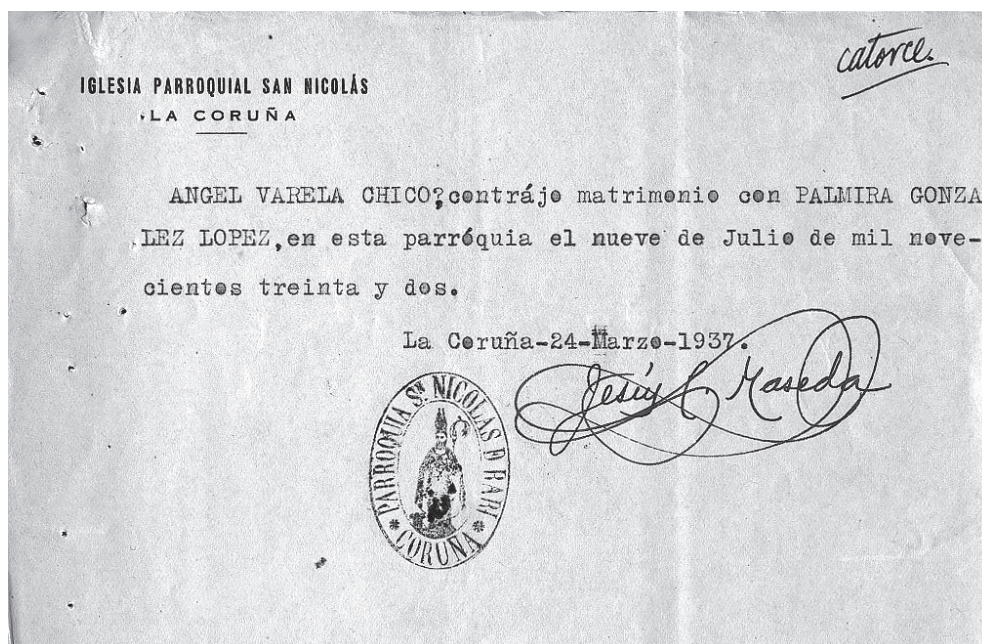 catorce.
IGLESIA PARROQUIAL SAN NICOLÁS
LA CORUÑA
ANGEL VARELA CHICO, contrájo matrimonio con PALMIRA GONZA
LEZ LOPEZ, en esta parróquia el nueve de Julio de mil nove-
cientos treinta y dos.
La Coruña-24-Marzo-1937.
Jesús C. Maseda
PARROQUIA Sn. NICOLAS D BARI
CORUÑA